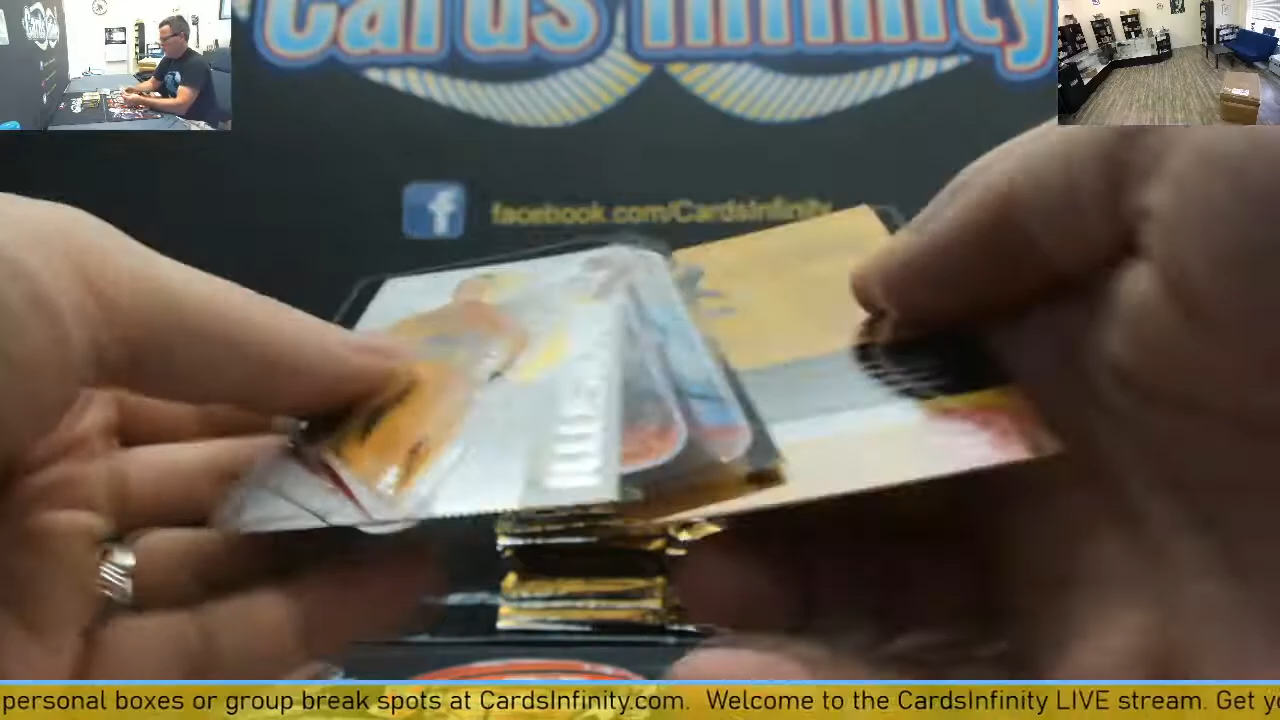 Cards Infinity
facebook.com/CardsInfinity
personal boxes or group break spots at CardsInfinity.com. Welcome to the CardsInfinity LIVE stream. Get yo